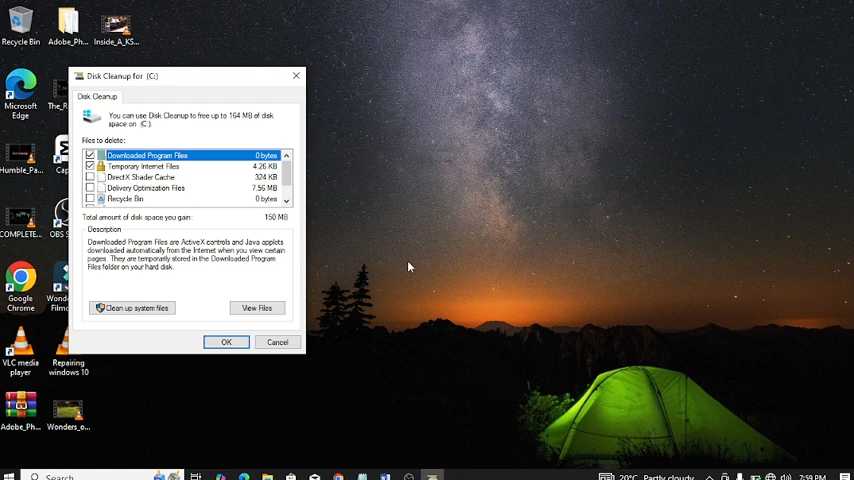 Recycle Bin
Adobe_Ph...
Inside_A_KS...
Microsoft
Edge
The_R
Humble_Pa...
Cap
COMPLETE...
OBS S
Google
Chrome
Wonde
Filmo
VLC media
player
Repairing
windows 10
Adobe_Ph...
Wonders_o...
Disk Cleanup for (C:)
Disk Cleanup
You can use Disk Cleanup to free up to 164 MB of disk
space on (C:).
Files to delete:
Downloaded Program Files 0 bytes
Temporary Internet Files 4.26 KB
DirectX Shader Cache 324 KB
Delivery Optimization Files 7.56 MB
Recycle Bin 0 bytes
Total amount of disk space you gain: 150 MB
Description
Downloaded Program Files are ActiveX controls and Java applets
downloaded automatically from the Internet when you view certain
pages. They are temporarily stored in the Downloaded Program
Files folder on your hard disk.
Clean up system files
View Files
OK
Cancel
Search
20°C Partly cloudy
7:59 PM